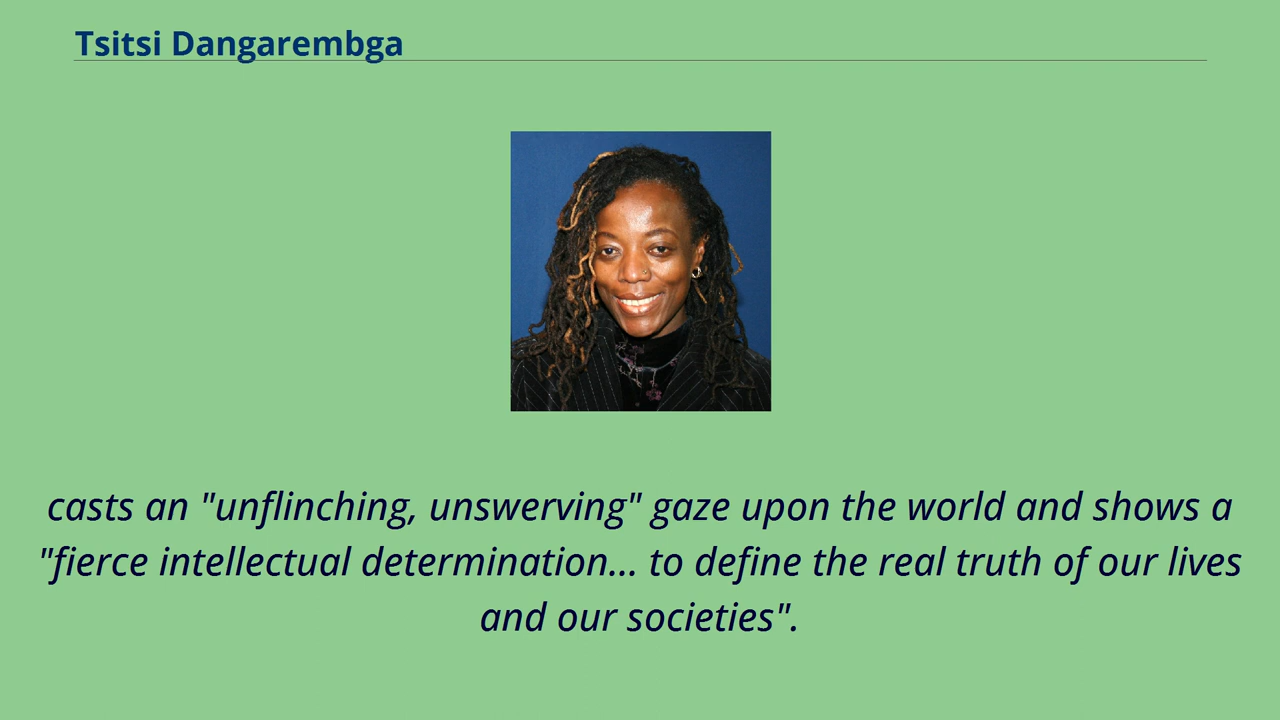 Tsitsi Dangarembga
casts an "unflinching, unswerving" gaze upon the world and shows a
"fierce intellectual determination... to define the real truth of our lives
and our societies".